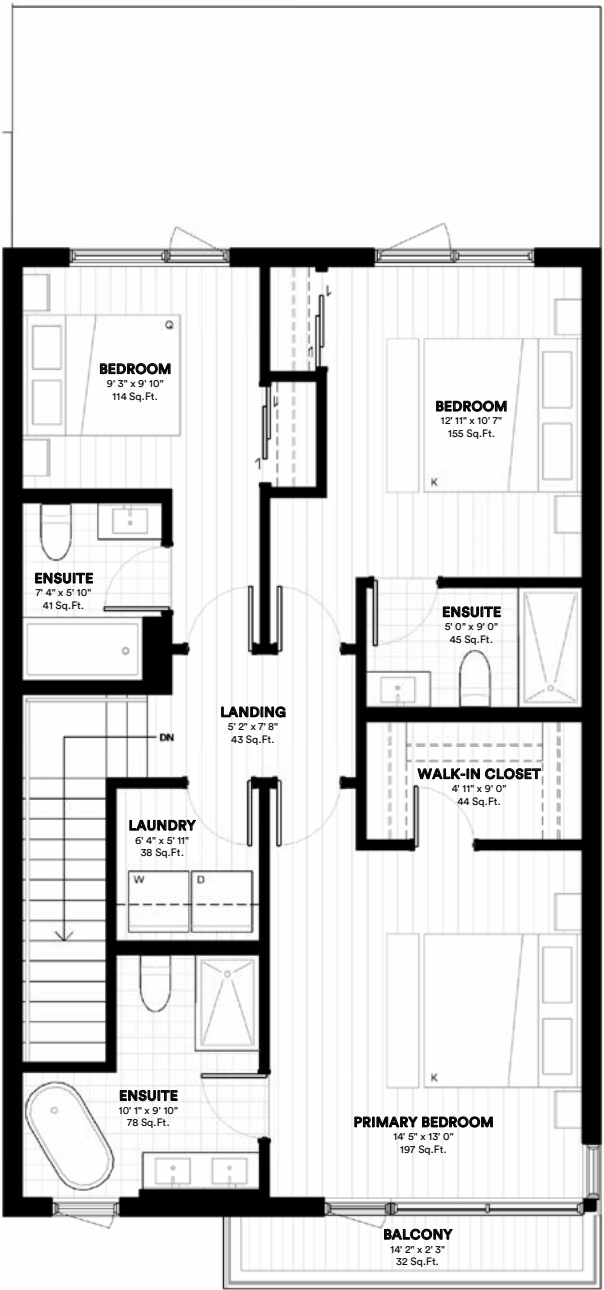 BEDROOM
9' 3" x 9' 10"
114 Sq.Ft.
Q
BEDROOM
12' 11" x 10' 7"
155 Sq.Ft.
K
ENSUITE
7' 4" x 5' 10"
41 Sq.Ft.
ENSUITE
5' 0" x 9' 0"
45 Sq.Ft.
LANDING
5' 2" x 7' 8"
43 Sq.Ft.
DN
WALK-IN CLOSET
4' 11" x 9' 0"
44 Sq.Ft.
LAUNDRY
6' 4" x 5' 11"
38 Sq.Ft.
W D
ENSUITE
10' 1" x 9' 10"
78 Sq.Ft.
K
PRIMARY BEDROOM
14' 5" x 13' 0"
197 Sq.Ft.
BALCONY
14' 2" x 2' 3"
32 Sq.Ft.